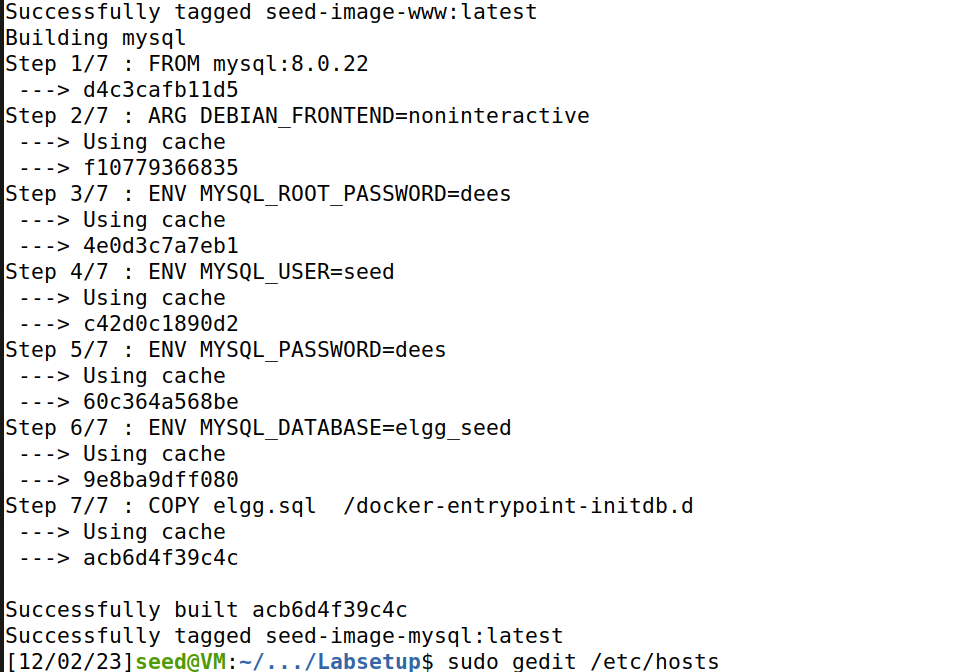 Successfully tagged seed-image-www:latest
Building mysql
Step 1/7 : FROM mysql:8.0.22
 ---> d4c3cafb11d5
Step 2/7 : ARG DEBIAN_FRONTEND=noninteractive
 ---> Using cache
 ---> f10779366835
Step 3/7 : ENV MYSQL_ROOT_PASSWORD=dees
 ---> Using cache
 ---> 4e0d3c7a7eb1
Step 4/7 : ENV MYSQL_USER=seed
 ---> Using cache
 ---> c42d0c1890d2
Step 5/7 : ENV MYSQL_PASSWORD=dees
 ---> Using cache
 ---> 60c364a568be
Step 6/7 : ENV MYSQL_DATABASE=elgg_seed
 ---> Using cache
 ---> 9e8ba9dff080
Step 7/7 : COPY elgg.sql  /docker-entrypoint-initdb.d
 ---> Using cache
 ---> acb6d4f39c4c
Successfully built acb6d4f39c4c
Successfully tagged seed-image-mysql:latest
[12/02/23]seed@VM:~/.../Labsetup$ sudo gedit /etc/hosts